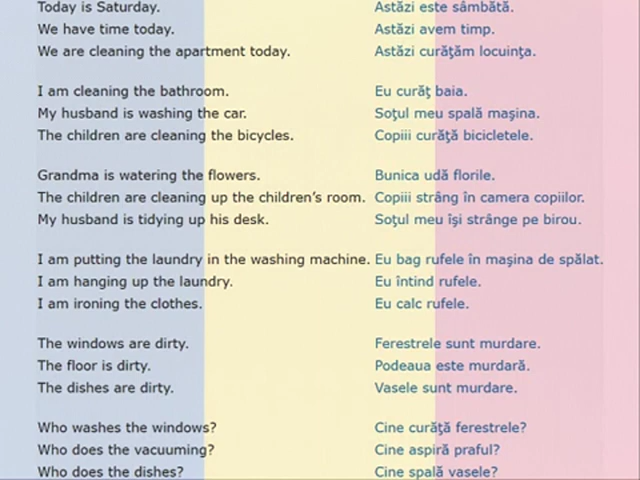 Today is Saturday. Astăzi este sâmbătă.
We have time today. Astăzi avem timp.
We are cleaning the apartment today. Astăzi curăţăm locuinţa.
I am cleaning the bathroom. Eu curăţ baia.
My husband is washing the car. Soţul meu spală maşina.
The children are cleaning the bicycles. Copiii curăţă bicicletele.
Grandma is watering the flowers. Bunica udă florile.
The children are cleaning up the children’s room. Copiii strâng în camera copiilor.
My husband is tidying up his desk. Soţul meu îşi strânge pe birou.
I am putting the laundry in the washing machine. Eu bag rufele în maşina de spălat.
I am hanging up the laundry. Eu întind rufele.
I am ironing the clothes. Eu calc rufele.
The windows are dirty. Ferestrele sunt murdare.
The floor is dirty. Podeaua este murdară.
The dishes are dirty. Vasele sunt murdare.
Who washes the windows? Cine curăţă ferestrele?
Who does the vacuuming? Cine aspiră praful?
Who does the dishes? Cine spală vasele?